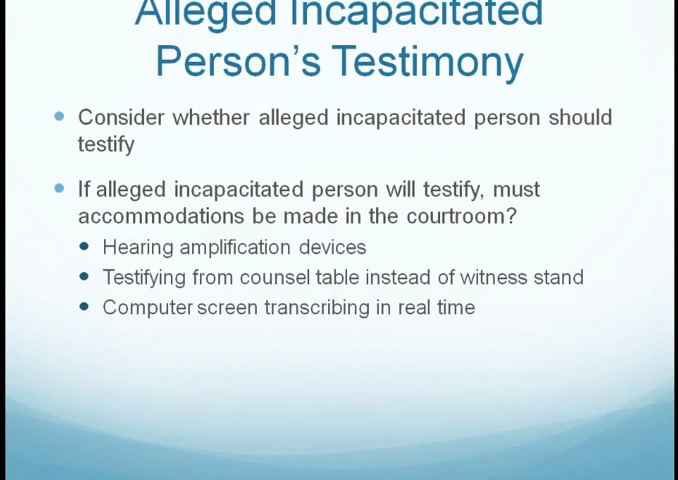 Alleged Incapacitated
Person’s Testimony
Consider whether alleged incapacitated person should
testify
If alleged incapacitated person will testify, must
accommodations be made in the courtroom?
Hearing amplification devices
Testifying from counsel table instead of witness stand
Computer screen transcribing in real time